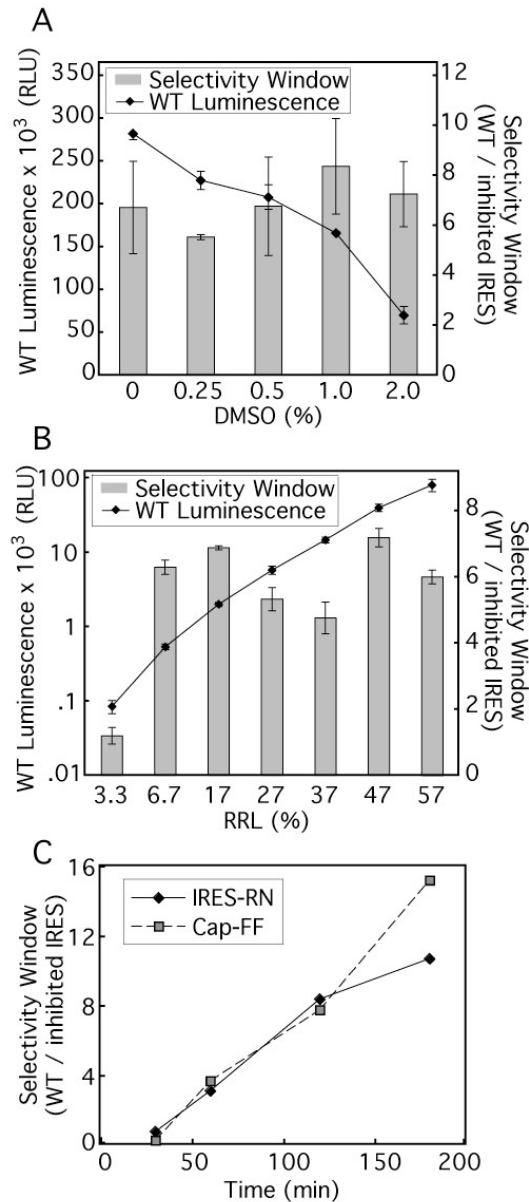 A
Selectivity Window
WT Luminescence
WT Luminescence x 10³ (RLU)
350
300
250
200
150
100
50
0
12
10
8
6
4
2
0
Selectivity Window
(WT / inhibited IRES)
0 0.25 0.5 1.0 2.0
DMSO (%)
B
Selectivity Window
WT Luminescence
WT Luminescence x 10³ (RLU)
100
10
1
.1
.01
8
6
4
2
0
Selectivity Window
(WT / inhibited IRES)
3.3 6.7 17 27 37 47 57
RRL (%)
C
IRES-RN
Cap-FF
Selectivity Window
(WT / inhibited IRES)
16
12
8
4
0
0 50 100 150 200
Time (min)